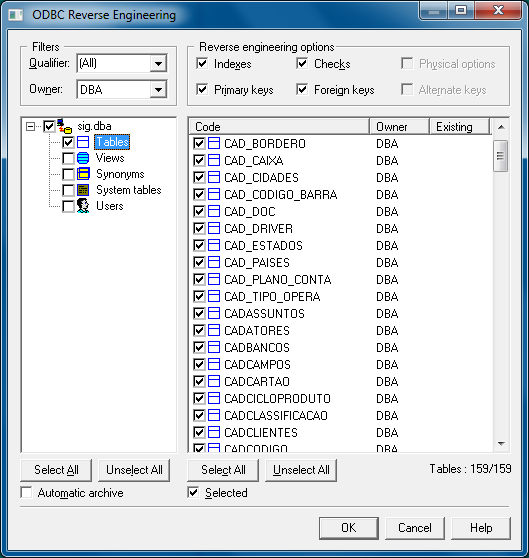 ODBC Reverse Engineering
Filters
Qualifier: (All)
Owner: DBA
Reverse engineering options
Indexes Checks Physical options
Primary keys Foreign keys Alternate keys
sig.dba
Tables
Views
Synonyms
System tables
Users
Code Owner Existing
CAD_BORDERO DBA
CAD_CAIXA DBA
CAD_CIDADES DBA
CAD_CODIGO_BARRA DBA
CAD_DOC DBA
CAD_DRIVER DBA
CAD_ESTADOS DBA
CAD_PAISES DBA
CAD_PLANO_CONTA DBA
CAD_TIPO_OPERA DBA
CADASSUNTOS DBA
CADATORES DBA
CADBANCOS DBA
CADCAMPOS DBA
CADCARTAO DBA
CADCICLOPRODUTO DBA
CADCLASSIFICACAO DBA
CADCLIENTES DBA
CADCODIGO DBA
Select All Unselect All
Select All Unselect All Tables : 159/159
Automatic archive Selected
OK Cancel Help